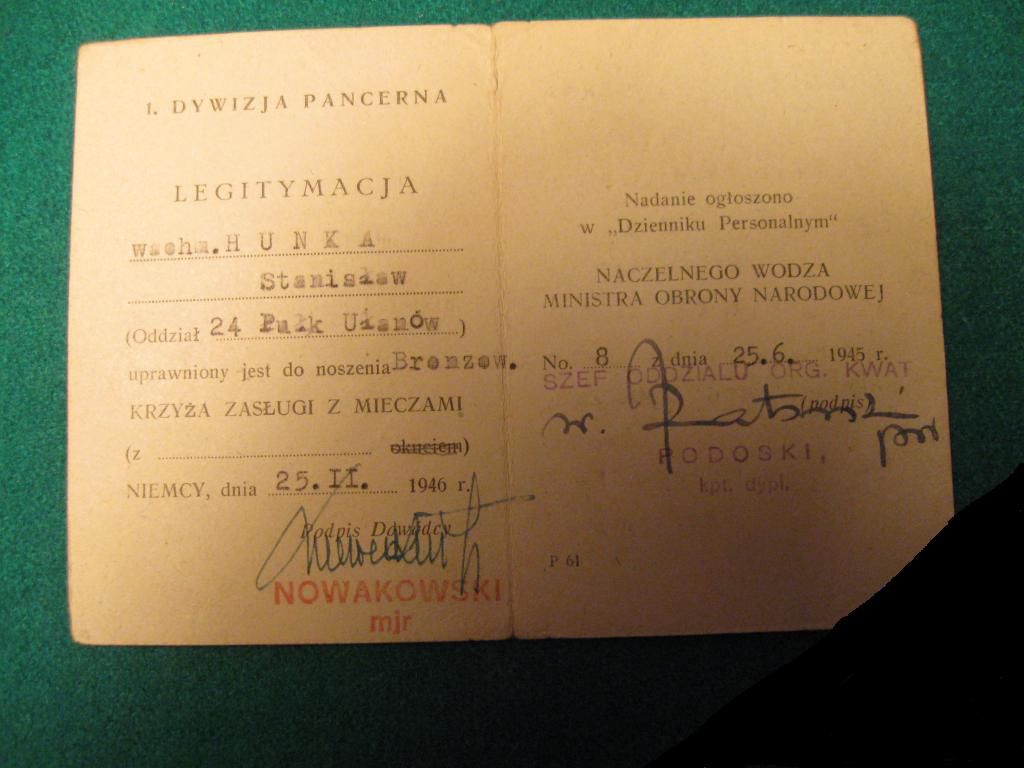 1. DYWIZJA PANCERNA
LEGITYMACJA
wachm. H U N K A
Stanisław
(Oddział 24 Pułk Ułanów)
uprawniony jest do noszenia Bronzow.
KRZYŻA ZASŁUGI Z MIECZAMI
(z okuciem)
NIEMCY, dnia 25.II. 1946 r.
Podpis Dowódcy
NOWAKOWSKI
mjr
Nadanie ogłoszono
w „Dzienniku Personalnym“
NACZELNEGO WODZA
MINISTRA OBRONY NARODOWEJ
No. 8 z dnia 25.6. 1945 r.
SZEF ODDZIAŁU ORG. KWAT
(podpis)
PODOSKI,
kpt. dypl.
P 61